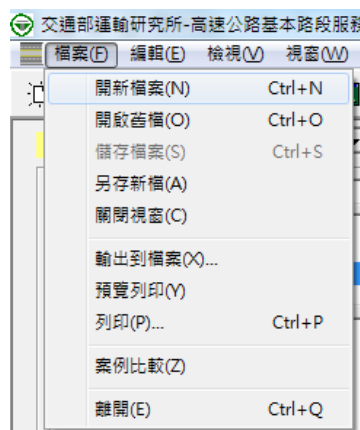 交通部運輸研究所-高速公路基本路段服務
檔案(F) 編輯(E) 檢視(V) 視窗(W)
開新檔案(N) Ctrl+N
開啟舊檔(O) Ctrl+O
儲存檔案(S) Ctrl+S
另存新檔(A)
關閉視窗(C)
輸出到檔案(X)...
預覽列印(Y)
列印(P)... Ctrl+P
案例比較(Z)
離開(E) Ctrl+Q